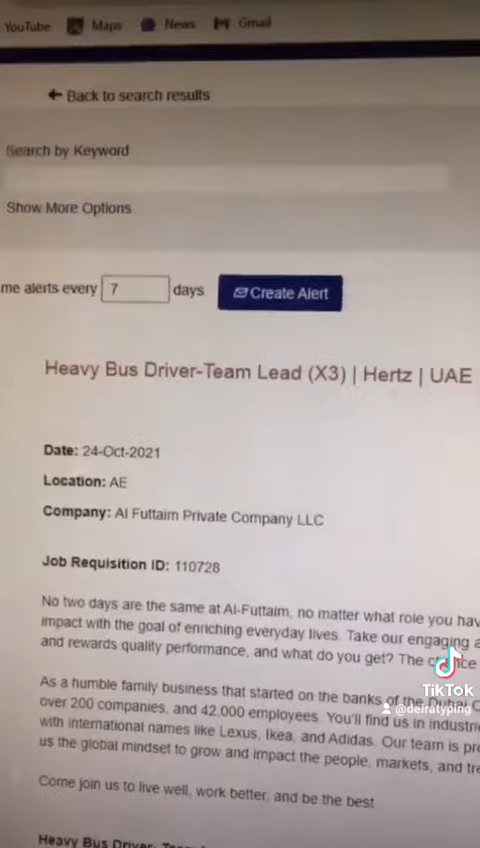 YouTube Maps News Gmail
Back to search results
Search by Keyword
Show More Options
me alerts every 7 days Create Alert
Heavy Bus Driver-Team Lead (X3) | Hertz | UAE
Date: 24-Oct-2021
Location: AE
Company: Al Futtaim Private Company LLC
Job Requisition ID: 110728
No two days are the same at Al-Futtaim, no matter what role you hav
impact with the goal of enriching everyday lives. Take our engaging a
and rewards quality performance, and what do you get? The
As a humble family business that started on the banks of the Dubai C
over 200 companies, and 42,000 employees. You'll find us in industri
with international names like Lexus, Ikea, and Adidas. Our team is pr
us the global mindset to grow and impact the people, markets, and tre
Come join us to live well, work better, and be the best
Heavy Bus Driver-
TikTok
@deiratyping